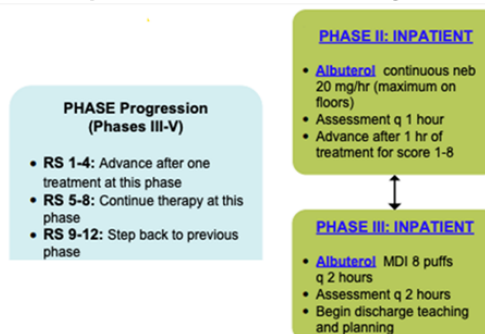 PHASE Progression
(Phases III-V)
• RS 1-4: Advance after one
treatment at this phase
• RS 5-8: Continue therapy at this
phase
• RS 9-12: Step back to previous
phase
PHASE II: INPATIENT
• Albuterol continuous neb
20 mg/hr (maximum on
floors)
• Assessment q 1 hour
• Advance after 1 hr of
treatment for score 1-8
PHASE III: INPATIENT
• Albuterol MDI 8 puffs
q 2 hours
• Assessment q 2 hours
• Begin discharge teaching
and planning